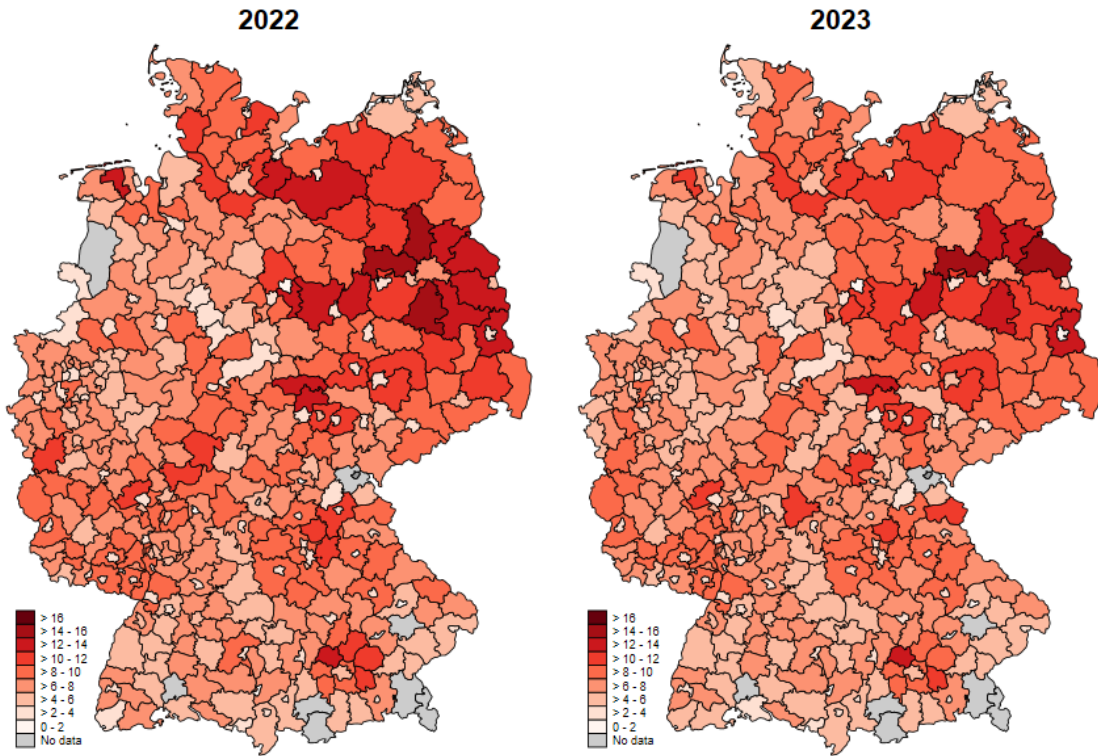 2022
2023
> 16
> 14 - 16
> 12 - 14
> 10 - 12
> 8 - 10
> 6 - 8
> 4 - 6
> 2 - 4
0 - 2
No data
> 16
> 14 - 16
> 12 - 14
> 10 - 12
> 8 - 10
> 6 - 8
> 4 - 6
> 2 - 4
0 - 2
No data